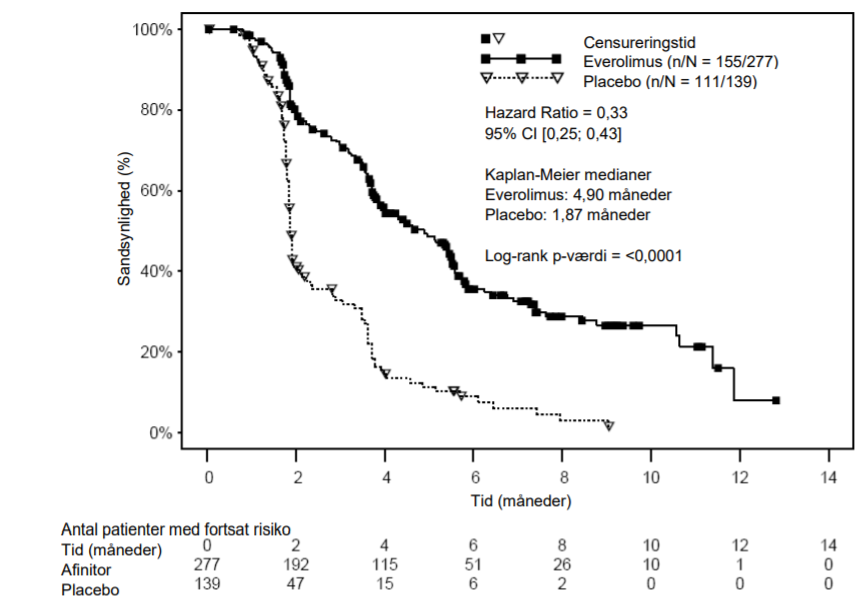 100%
80%
60%
40%
20%
0%
Sandsynlighed (%)
Censureringstid
Everolimus (n/N = 155/277)
Placebo (n/N = 111/139)
Hazard Ratio = 0,33
95% CI [0,25; 0,43]
Kaplan-Meier medianer
Everolimus: 4,90 måneder
Placebo: 1,87 måneder
Log-rank p-værdi = <0,0001
0 2 4 6 8 10 12 14
Tid (måneder)
Antal patienter med fortsat risiko
Tid (måneder) 0 2 4 6 8 10 12 14
Afinitor 277 192 115 51 26 10 1 0
Placebo 139 47 15 6 2 0 0 0